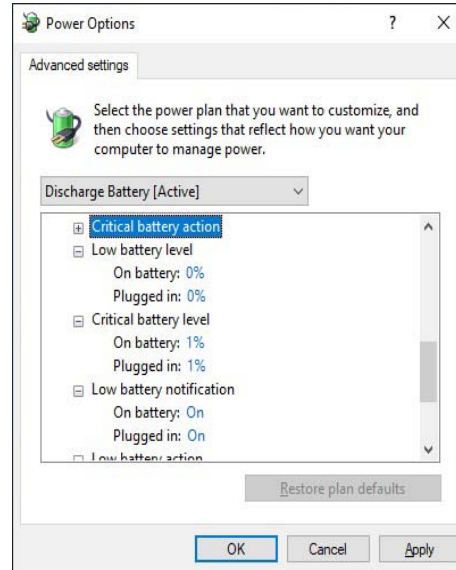 Power Options
?
X
Advanced settings
Select the power plan that you want to customize, and
then choose settings that reflect how you want your
computer to manage power.
Discharge Battery [Active]
Critical battery action
Low battery level
On battery: 0%
Plugged in: 0%
Critical battery level
On battery: 1%
Plugged in: 1%
Low battery notification
On battery: On
Plugged in: On
Low battery action
Restore plan defaults
OK Cancel Apply